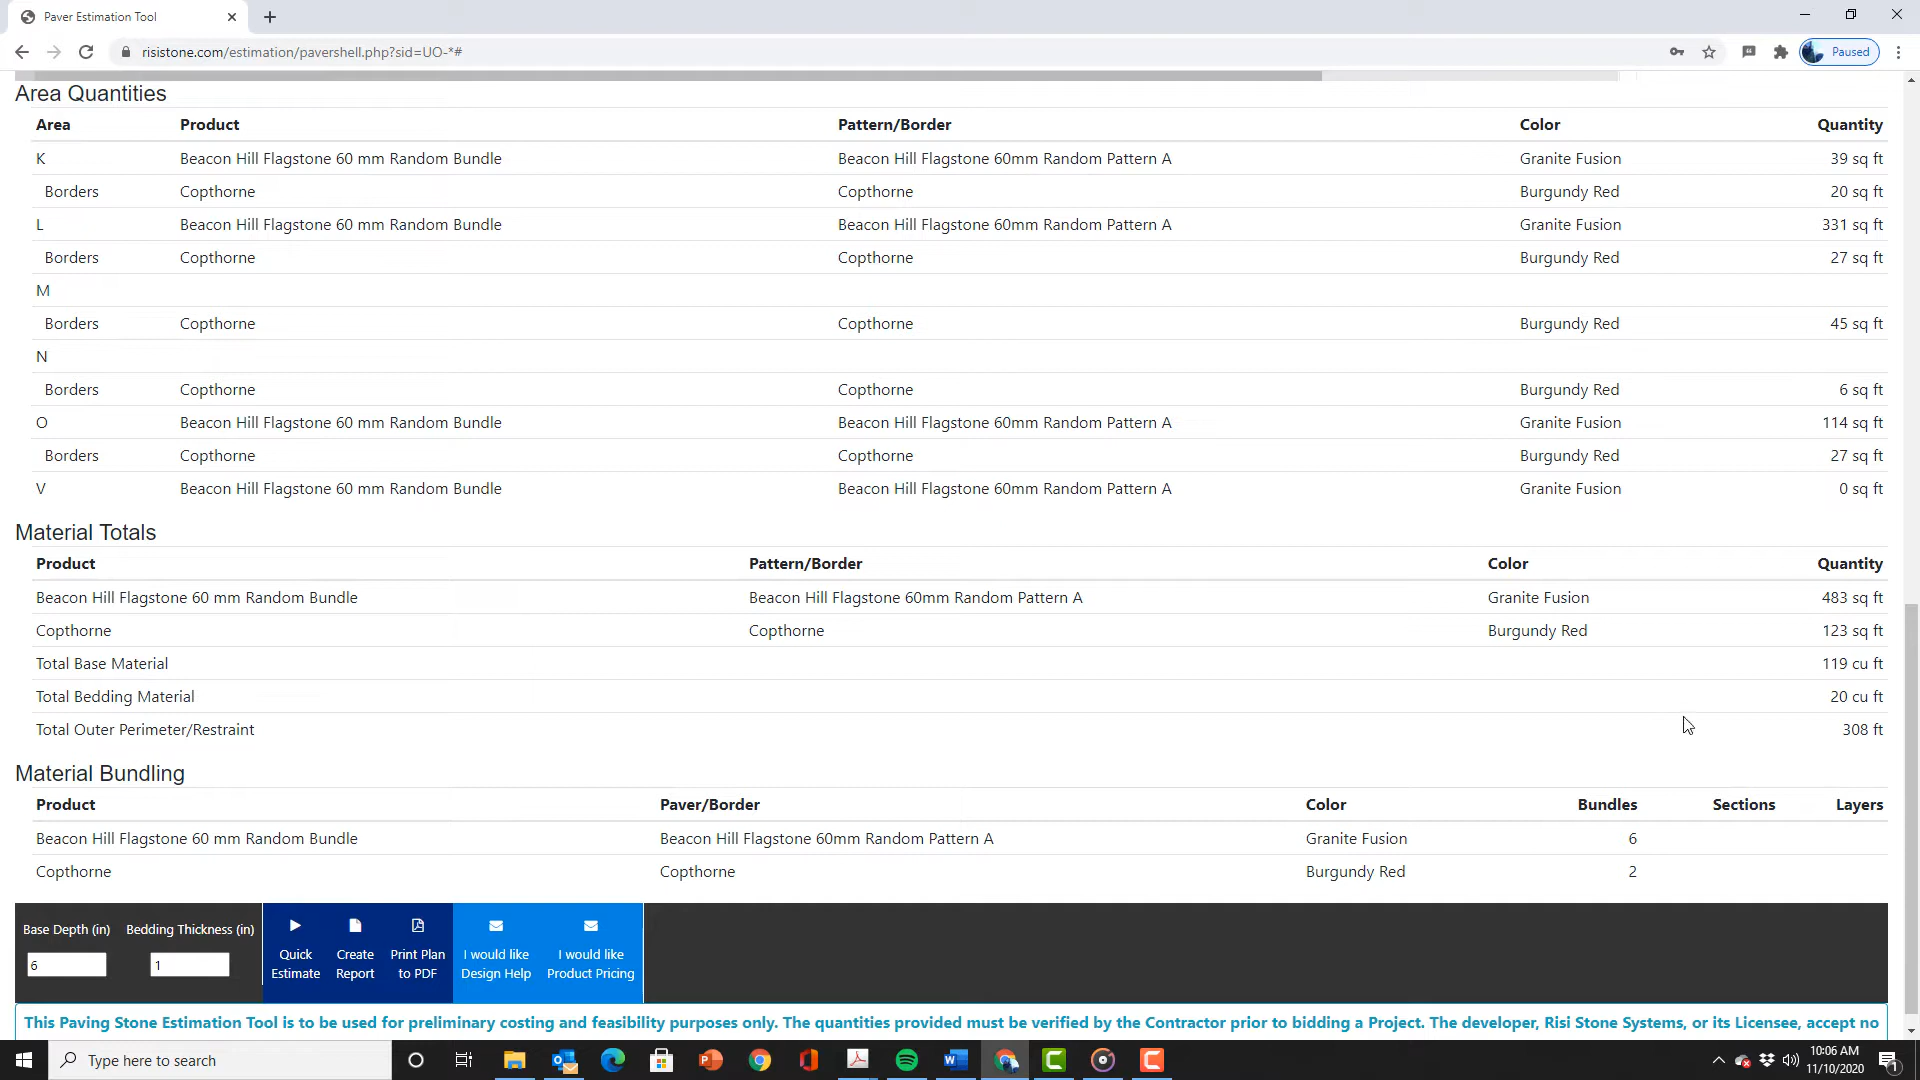 Paver Estimation Tool
risistone.com/estimation/pavershell.php?sid=UO-*#
Paused
Area Quantities
Area Product Pattern/Border Color Quantity
K Beacon Hill Flagstone 60 mm Random Bundle Beacon Hill Flagstone 60mm Random Pattern A Granite Fusion 39 sq ft
Borders Copthorne Copthorne Burgundy Red 20 sq ft
L Beacon Hill Flagstone 60 mm Random Bundle Beacon Hill Flagstone 60mm Random Pattern A Granite Fusion 331 sq ft
Borders Copthorne Copthorne Burgundy Red 27 sq ft
M
Borders Copthorne Copthorne Burgundy Red 45 sq ft
N
Borders Copthorne Copthorne Burgundy Red 6 sq ft
O Beacon Hill Flagstone 60 mm Random Bundle Beacon Hill Flagstone 60mm Random Pattern A Granite Fusion 114 sq ft
Borders Copthorne Copthorne Burgundy Red 27 sq ft
V Beacon Hill Flagstone 60 mm Random Bundle Beacon Hill Flagstone 60mm Random Pattern A Granite Fusion 0 sq ft
Material Totals
Product Pattern/Border Color Quantity
Beacon Hill Flagstone 60 mm Random Bundle Beacon Hill Flagstone 60mm Random Pattern A Granite Fusion 483 sq ft
Copthorne Copthorne Burgundy Red 123 sq ft
Total Base Material 119 cu ft
Total Bedding Material 20 cu ft
Total Outer Perimeter/Restraint 308 ft
Material Bundling
Product Paver/Border Color Bundles Sections Layers
Beacon Hill Flagstone 60 mm Random Bundle Beacon Hill Flagstone 60mm Random Pattern A Granite Fusion 6
Copthorne Copthorne Burgundy Red 2
Base Depth (in) Bedding Thickness (in)
6 1
Quick Estimate
Create Report
Print Plan to PDF
I would like Design Help
I would like Product Pricing
This Paving Stone Estimation Tool is to be used for preliminary costing and feasibility purposes only. The quantities provided must be verified by the Contractor prior to bidding a Project. The developer, Risi Stone Systems, or its Licensee, accept no
Type here to search
10:06 AM
11/10/2020
1